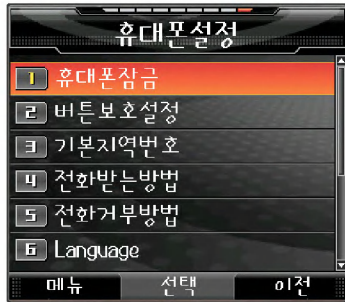 휴대폰설정
1 휴대폰잠금
2 버튼보호설정
3 기본지역번호
4 전화받는방법
5 전화거부방법
6 Language
메뉴 선택 이전